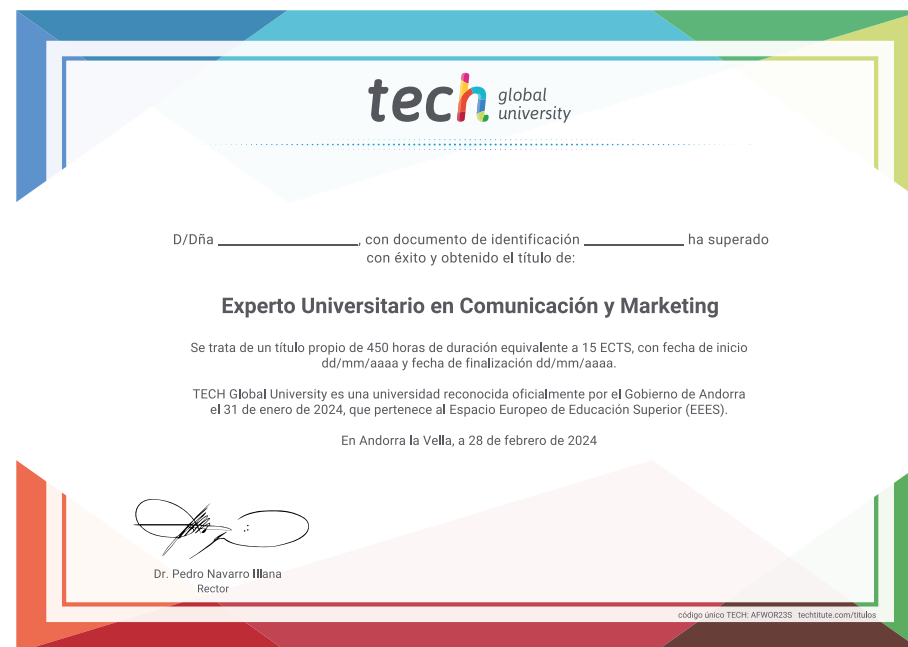 tech global university
D/Dña ____________________, con documento de identificación ______________ ha superado
con éxito y obtenido el título de:
Experto Universitario en Comunicación y Marketing
Se trata de un título propio de 450 horas de duración equivalente a 15 ECTS, con fecha de inicio
dd/mm/aaaa y fecha de finalización dd/mm/aaaa.
TECH Global University es una universidad reconocida oficialmente por el Gobierno de Andorra
el 31 de enero de 2024, que pertenece al Espacio Europeo de Educación Superior (EEES).
En Andorra la Vella, a 28 de febrero de 2024
Dr. Pedro Navarro Illana
Rector
código único TECH: AFWOR23S techtitute.com/titulos